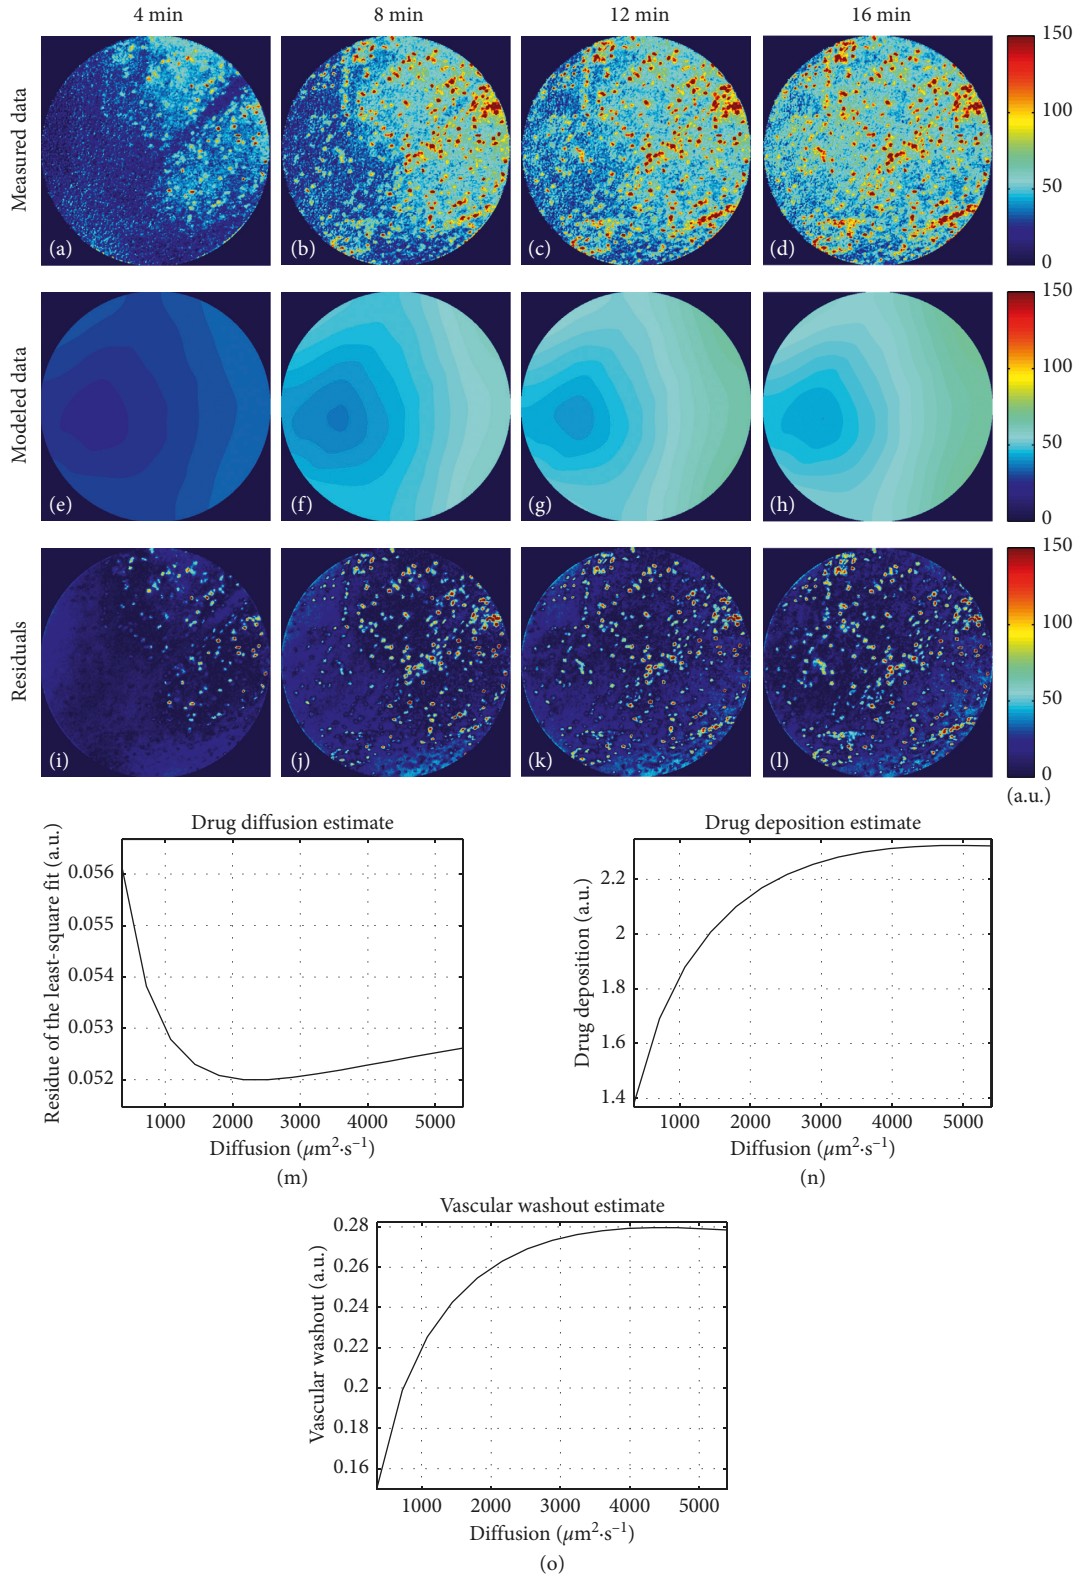 4 min 8 min 12 min 16 min
Measured data
(a) (b) (c) (d)
150
100
50
0
Modeled data
(e) (f) (g) (h)
150
100
50
0
Residuals
(i) (j) (k) (l)
150
100
50
0
(a.u.)
Drug diffusion estimate
Residue of the least-square fit (a.u.)
0.056
0.055
0.054
0.053
0.052
1000 2000 3000 4000 5000
Diffusion (μm²·s⁻¹)
(m)
Drug deposition estimate
Drug deposition (a.u.)
2.2
2
1.8
1.6
1.4
1000 2000 3000 4000 5000
Diffusion (μm²·s⁻¹)
(n)
Vascular washout estimate
Vascular washout (a.u.)
0.28
0.26
0.24
0.22
0.2
0.18
0.16
1000 2000 3000 4000 5000
Diffusion (μm²·s⁻¹)
(o)